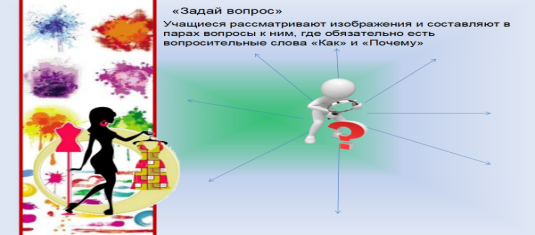 «Задай вопрос»
Учащиеся рассматривают изображения и составляют в
парах вопросы к ним, где обязательно есть
вопросительные слова «Как» и «Почему»